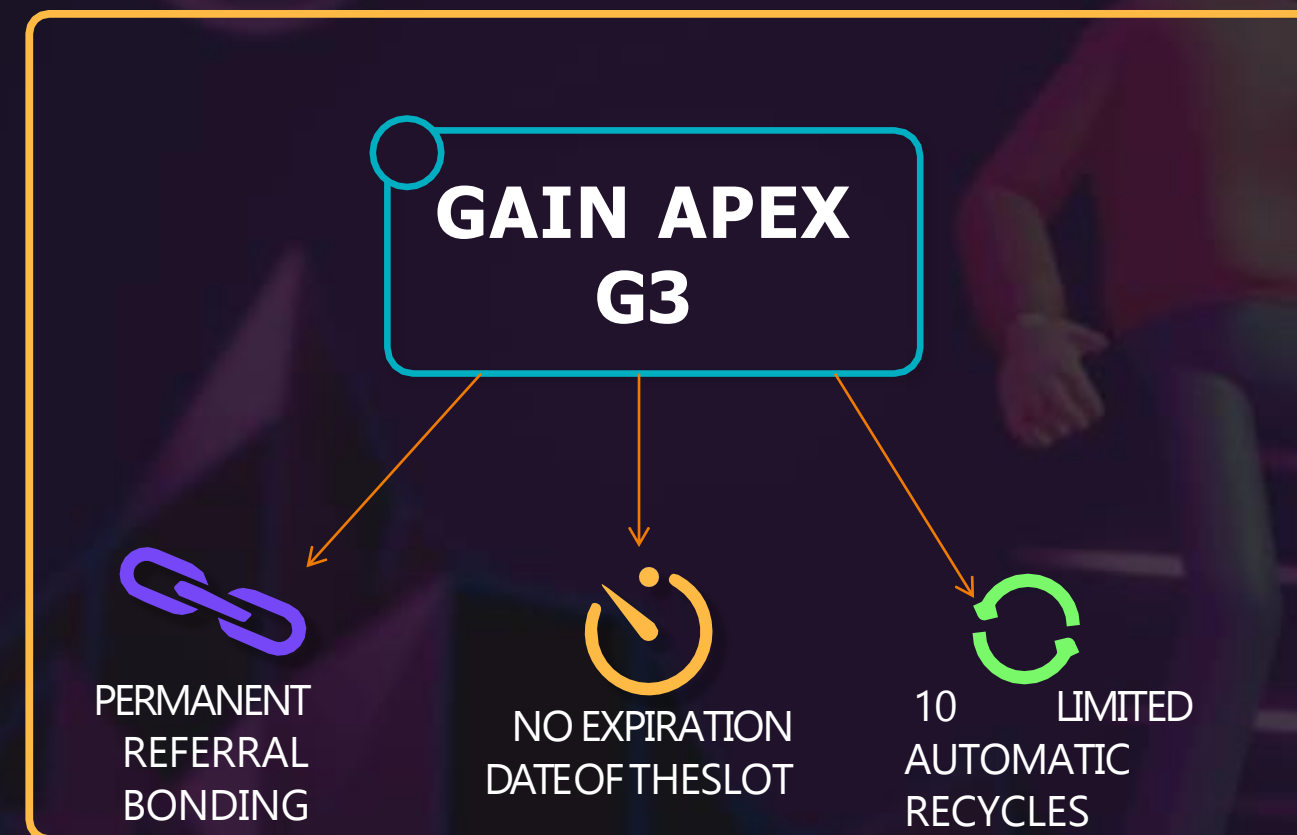 GAIN APEX
G3
PERMANENT
REFERRAL
BONDING
NO EXPIRATION
DATEOF THESLOT
10 LIMITED
AUTOMATIC
RECYCLES